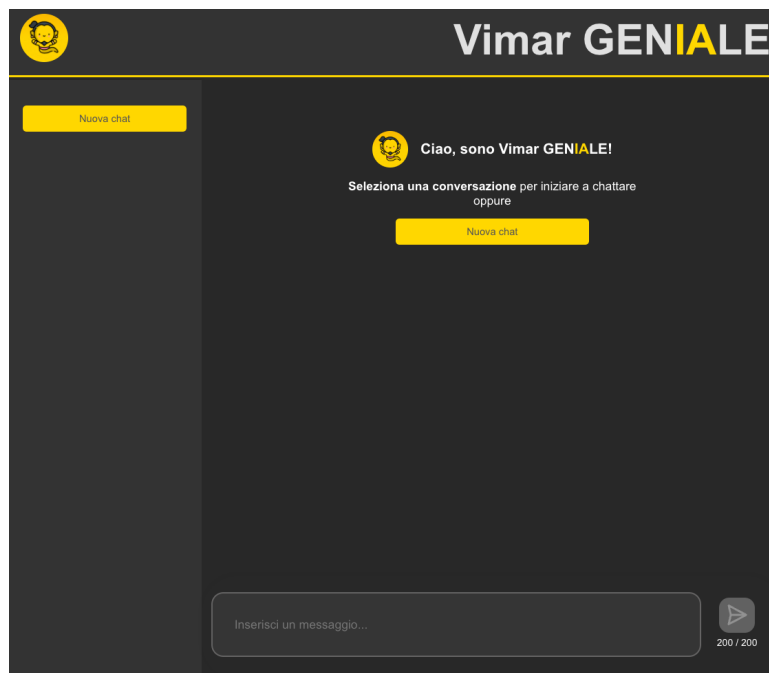 Vimar GENIALE
Nuova chat
Ciao, sono Vimar GENIALE!
Seleziona una conversazione per iniziare a chattare
oppure
Nuova chat
Inserisci un messaggio...
200 / 200